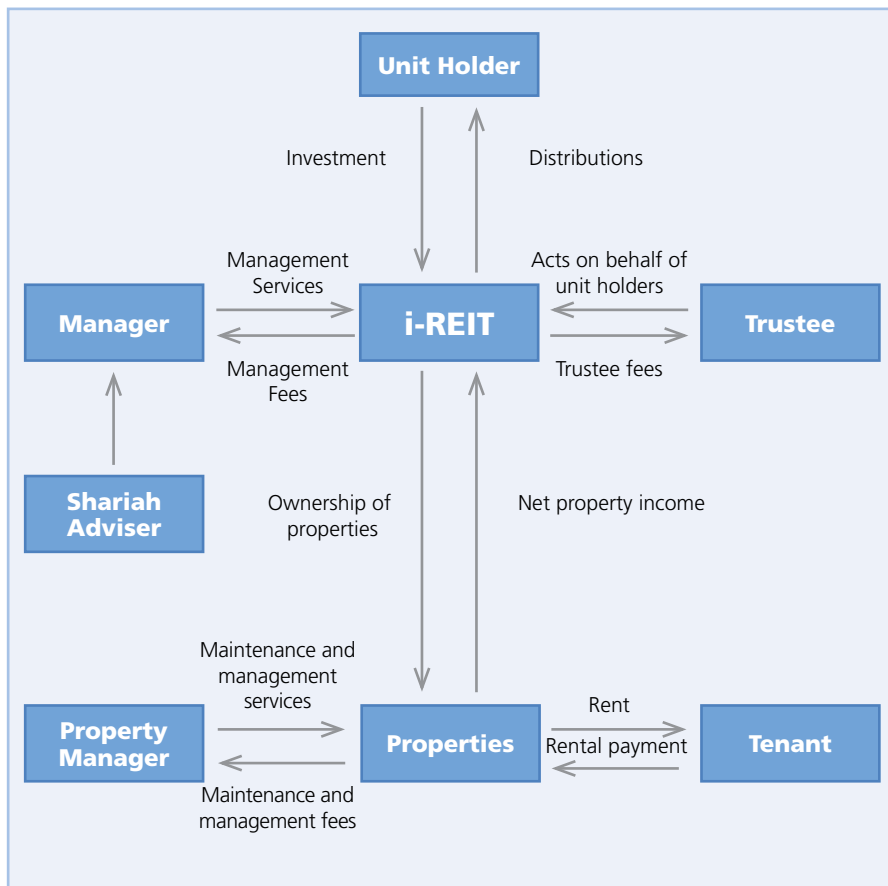 Unit Holder
Investment
Distributions
Management
Services
Acts on behalf of
unit holders
Manager
i-REIT
Trustee
Management
Fees
Trustee fees
Shariah
Adviser
Ownership of
properties
Net property income
Maintenance and
management
services
Property
Manager
Properties
Rent
Rental payment
Tenant
Maintenance and
management fees